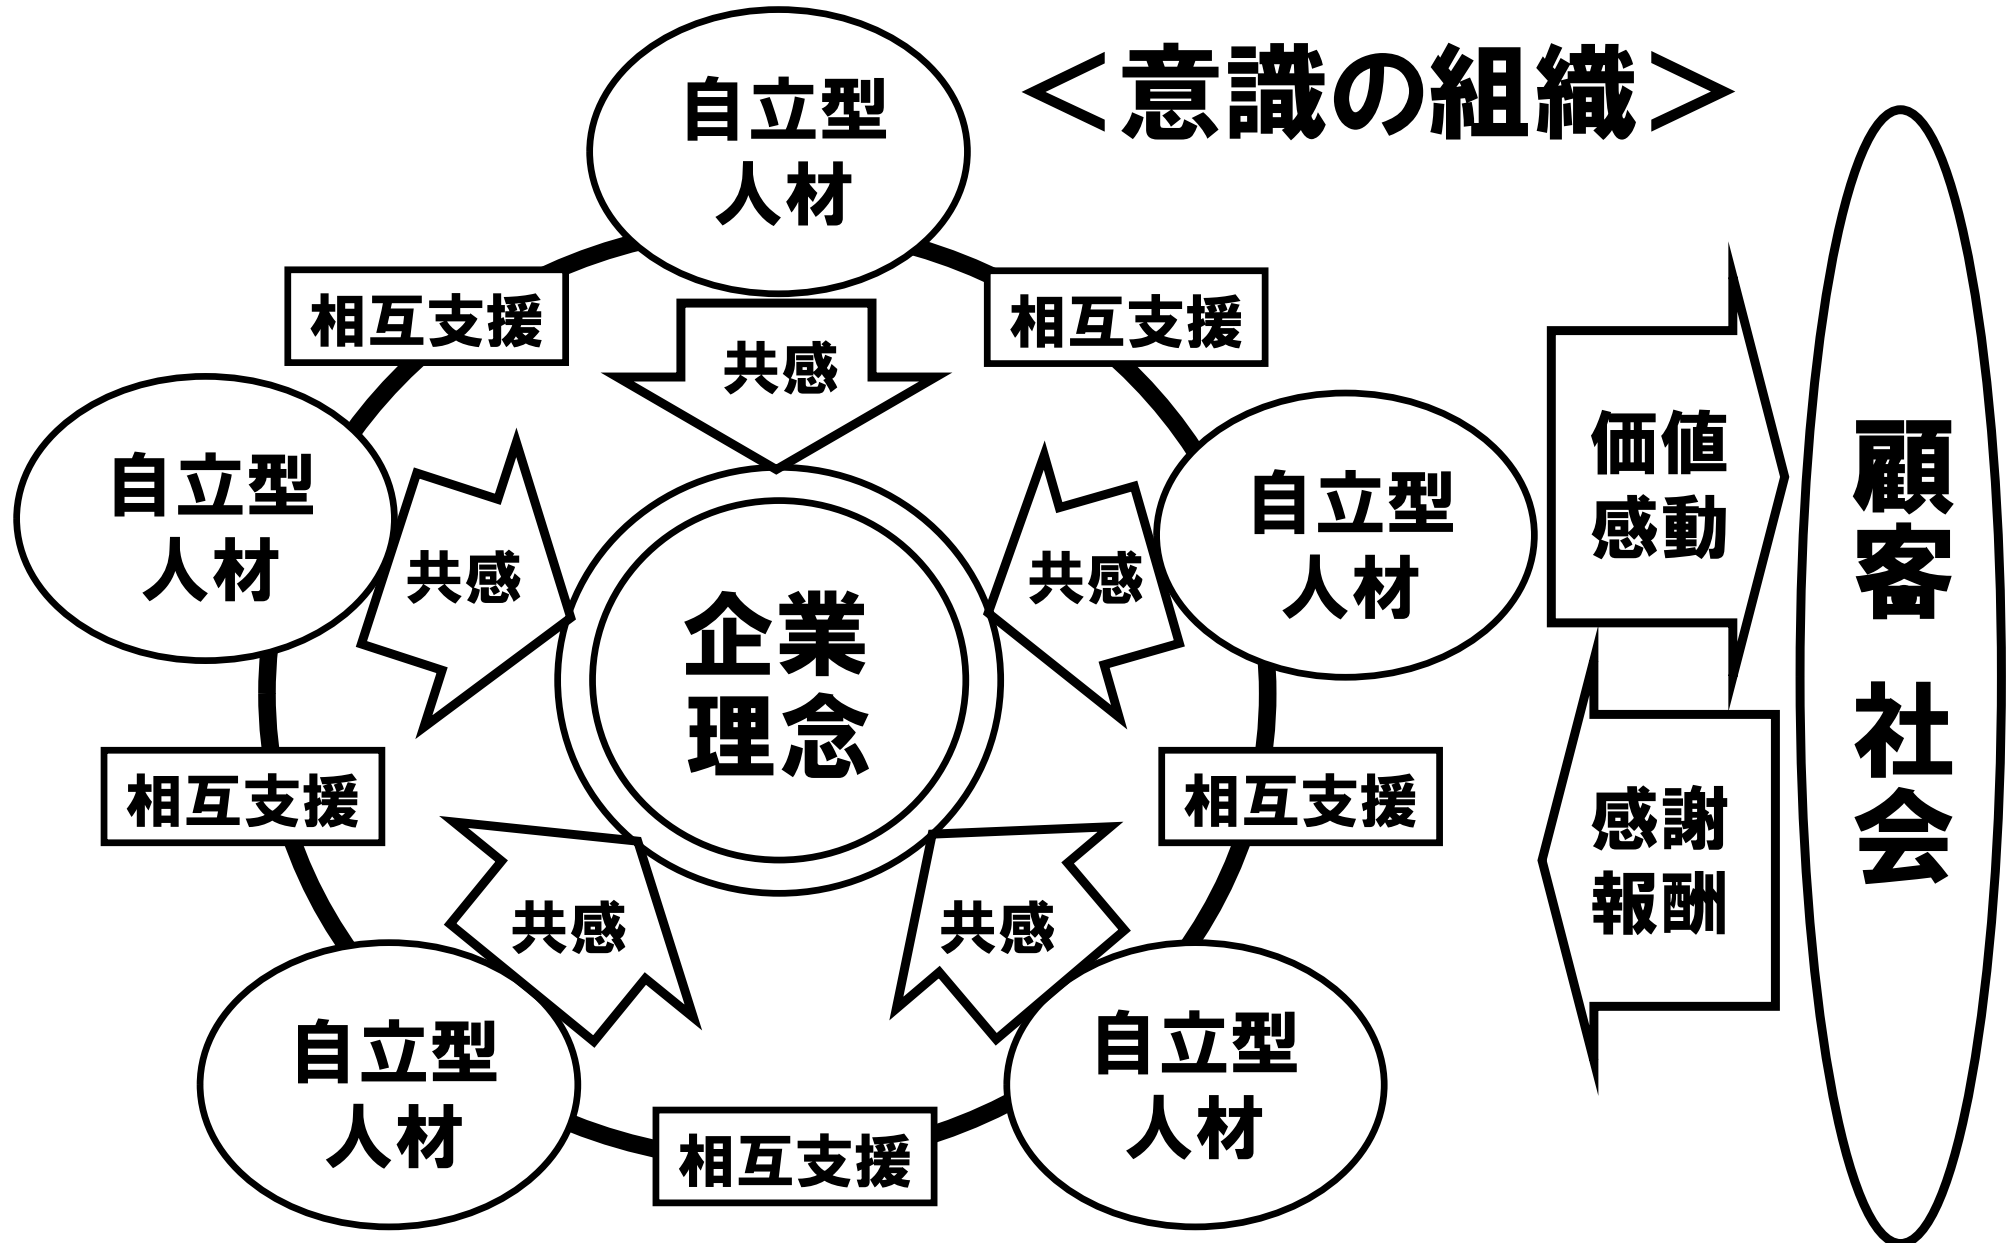 ＜意識の組織＞
自立型
人材
相互支援
相互支援
共感
自立型
人材
共感
共感
自立型
人材
企業
理念
相互支援
相互支援
共感
共感
自立型
人材
自立型
人材
相互支援
価値
感動
感謝
報酬
顧客 社会